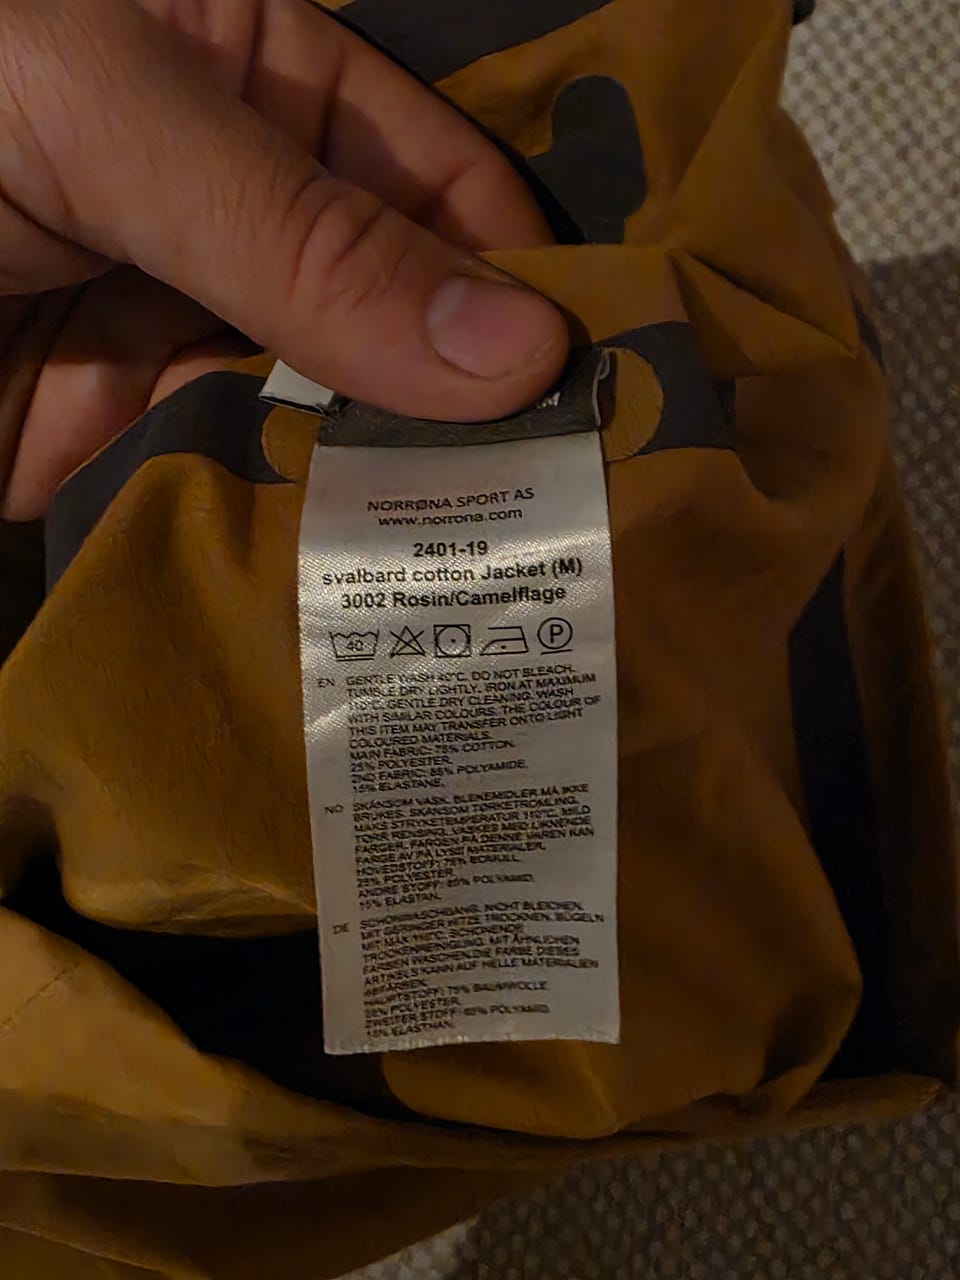 NORRØNA SPORT AS
www.norrona.com
2401-19
svalbard cotton Jacket (M)
3002 Rosin/Camelflage
40
P
EN GENTLE WASH 40°C. DO NOT BLEACH.
TUMBLE DRY LIGHTLY. IRON AT MAXIMUM
110°C. GENTLE DRY CLEANING. WASH
WITH SIMILAR COLOURS. THE COLOUR OF
THIS ITEM MAY TRANSFER ONTO LIGHT
COLOURED MATERIALS.
MAIN FABRIC: 75% COTTON.
25% POLYESTER.
2ND FABRIC: 85% POLYAMIDE.
15% ELASTANE.
NO SKÅNSOM VASK. BLEKEMIDLER MÅ IKKE
BRUKES. SKÅNSOM TØRKETROMLING.
MAKS STRYKETEMPERATUR 110°C. MILD
TØRR RENSING. VASKES MED LIGNENDE
FARGER. FARGEN PÅ DENNE VAREN KAN
FARGE AV PÅ LYSE MATERIALER.
HOVEDSTOFF: 75% BOMULL.
25% POLYESTER.
ANDRE STOFF: 85% POLYAMID.
15% ELASTAN.
DE SCHONWASCHGANG. NICHT BLEICHEN.
MIT GERINGER HITZE TROCKNEN. BÜGELN
MIT MAX 110°C. SCHONENDE
TROCKENREINIGUNG. MIT ÄHNLICHEN
FARBEN WASCHEN. DIE FARBE DIESES
ARTIKELS KANN AUF HELLE MATERIALIEN
ABFÄRBEN.
HAUPTSTOFF: 75% BAUMWOLLE.
25% POLYESTER.
ZWEITER STOFF: 85% POLYAMID.
15% ELASTHAN.